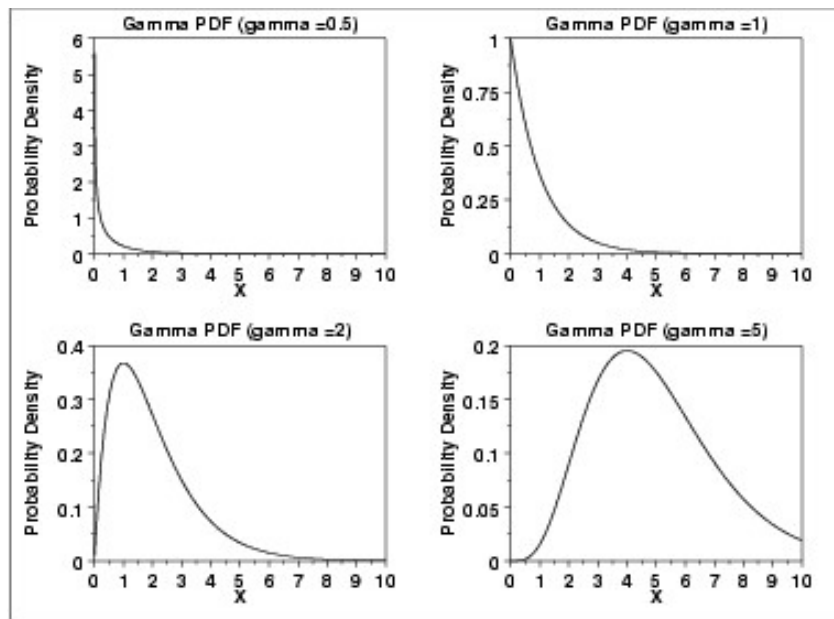 Gamma PDF (gamma =0.5)
6
5
4
3
2
1
0
Probability Density
0 1 2 3 4 5 6 7 8 9 10
X
Gamma PDF (gamma =1)
1
0.75
0.5
0.25
0
Probability Density
0 1 2 3 4 5 6 7 8 9 10
X
Gamma PDF (gamma =2)
0.4
0.3
0.2
0.1
0
Probability Density
0 1 2 3 4 5 6 7 8 9 10
X
Gamma PDF (gamma =5)
0.2
0.15
0.1
0.05
0
Probability Density
0 1 2 3 4 5 6 7 8 9 10
X